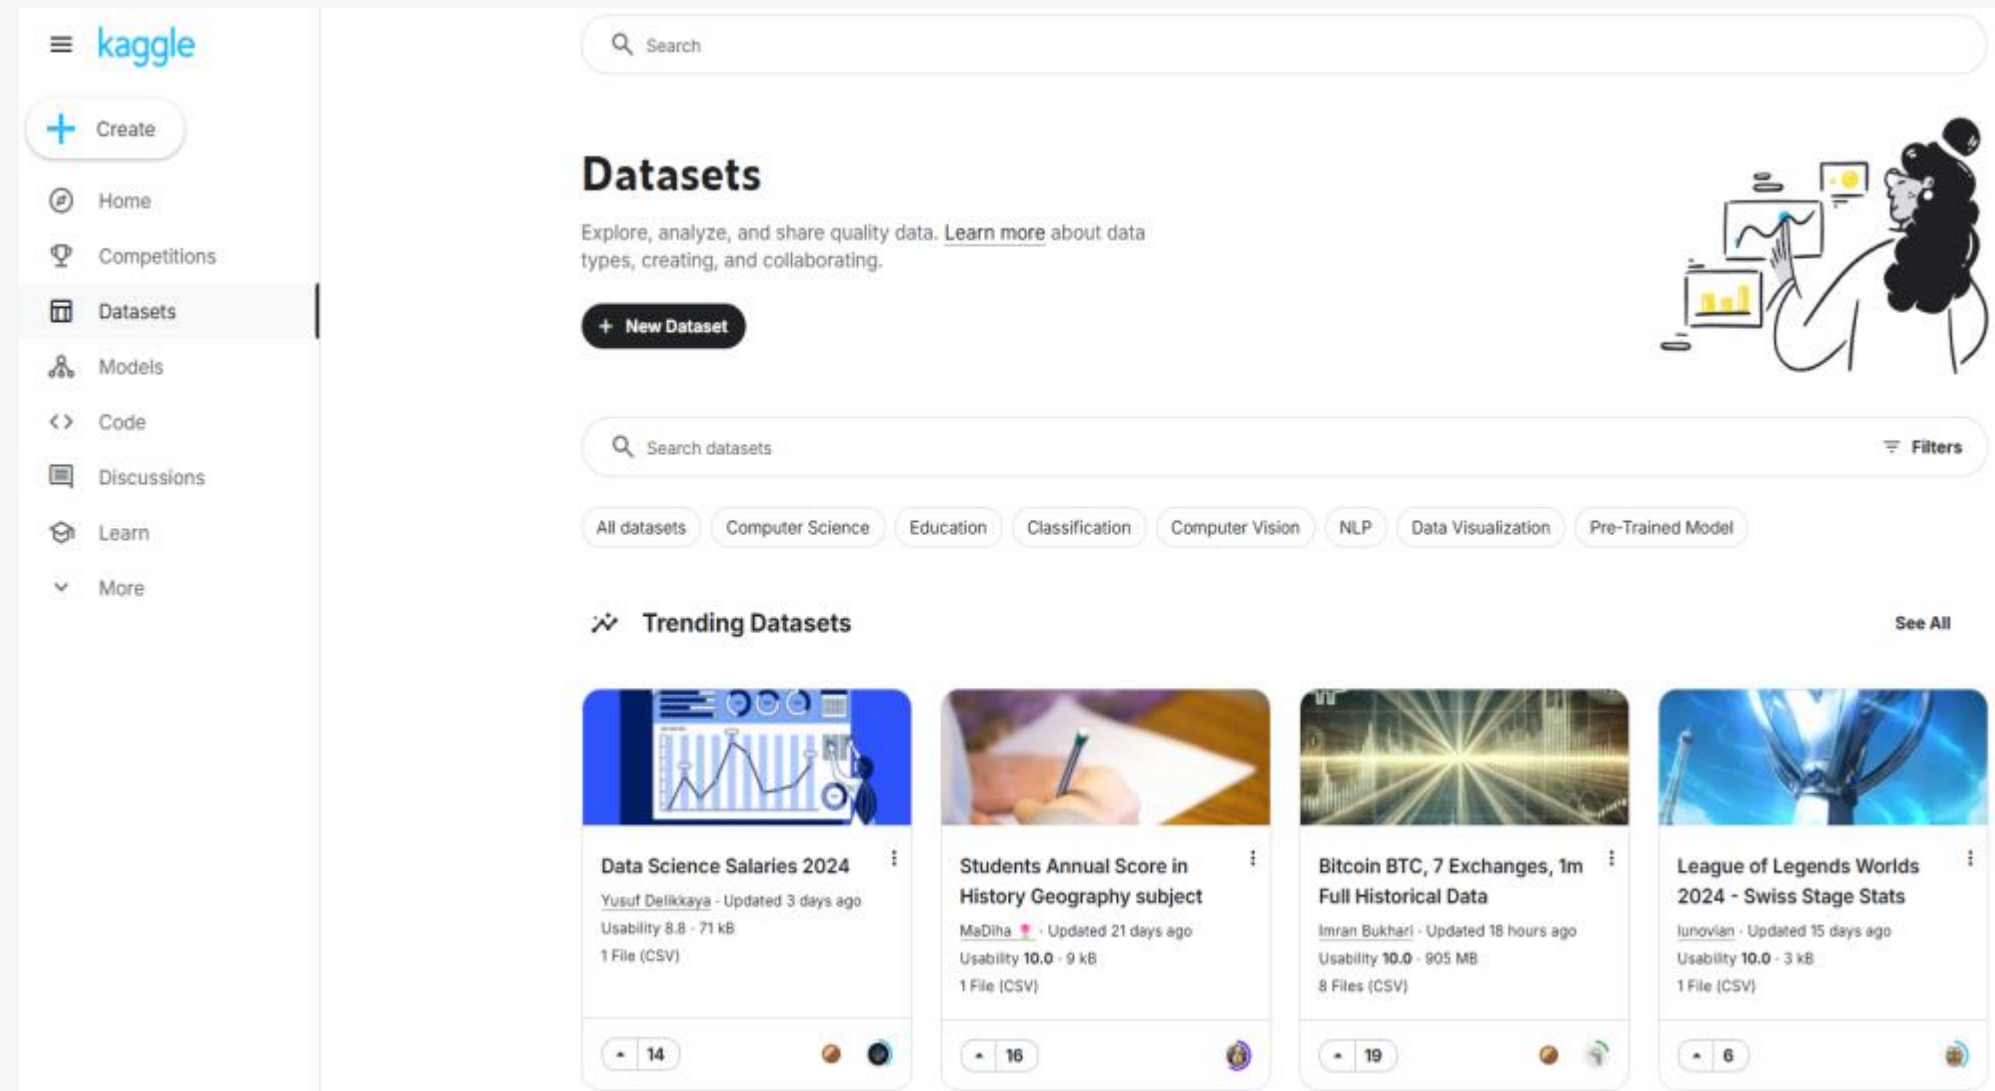 kaggle
Search
Create
Home
Competitions
Datasets
Models
Code
Discussions
Learn
More
Datasets
Explore, analyze, and share quality data. Learn more about data
types, creating, and collaborating.
+ New Dataset
Search datasets
Filters
All datasets
Computer Science
Education
Classification
Computer Vision
NLP
Data Visualization
Pre-Trained Model
Trending Datasets
See All
Data Science Salaries 2024
Yusuf Delikkaya · Updated 3 days ago
Usability 8.8 · 71 kB
1 File (CSV)
14
Students Annual Score in
History Geography subject
MaDiha 🌷 · Updated 21 days ago
Usability 10.0 · 9 kB
1 File (CSV)
16
Bitcoin BTC, 7 Exchanges, 1m
Full Historical Data
Imran Bukhari · Updated 18 hours ago
Usability 10.0 · 905 MB
8 Files (CSV)
19
League of Legends Worlds
2024 - Swiss Stage Stats
lunovian · Updated 15 days ago
Usability 10.0 · 3 kB
1 File (CSV)
6